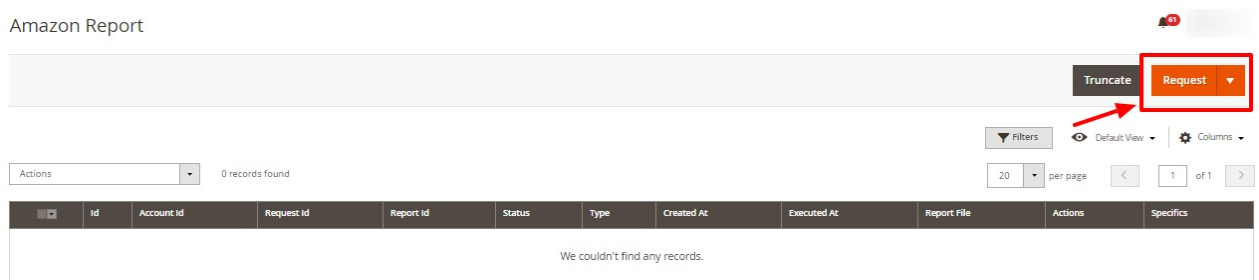 Amazon Report
61
Truncate
Request
Filters
Default View
Columns
Actions
0 records found
20
per page
1
of 1
Id
Account Id
Request Id
Report Id
Status
Type
Created At
Executed At
Report File
Actions
Specifics
We couldn't find any records.